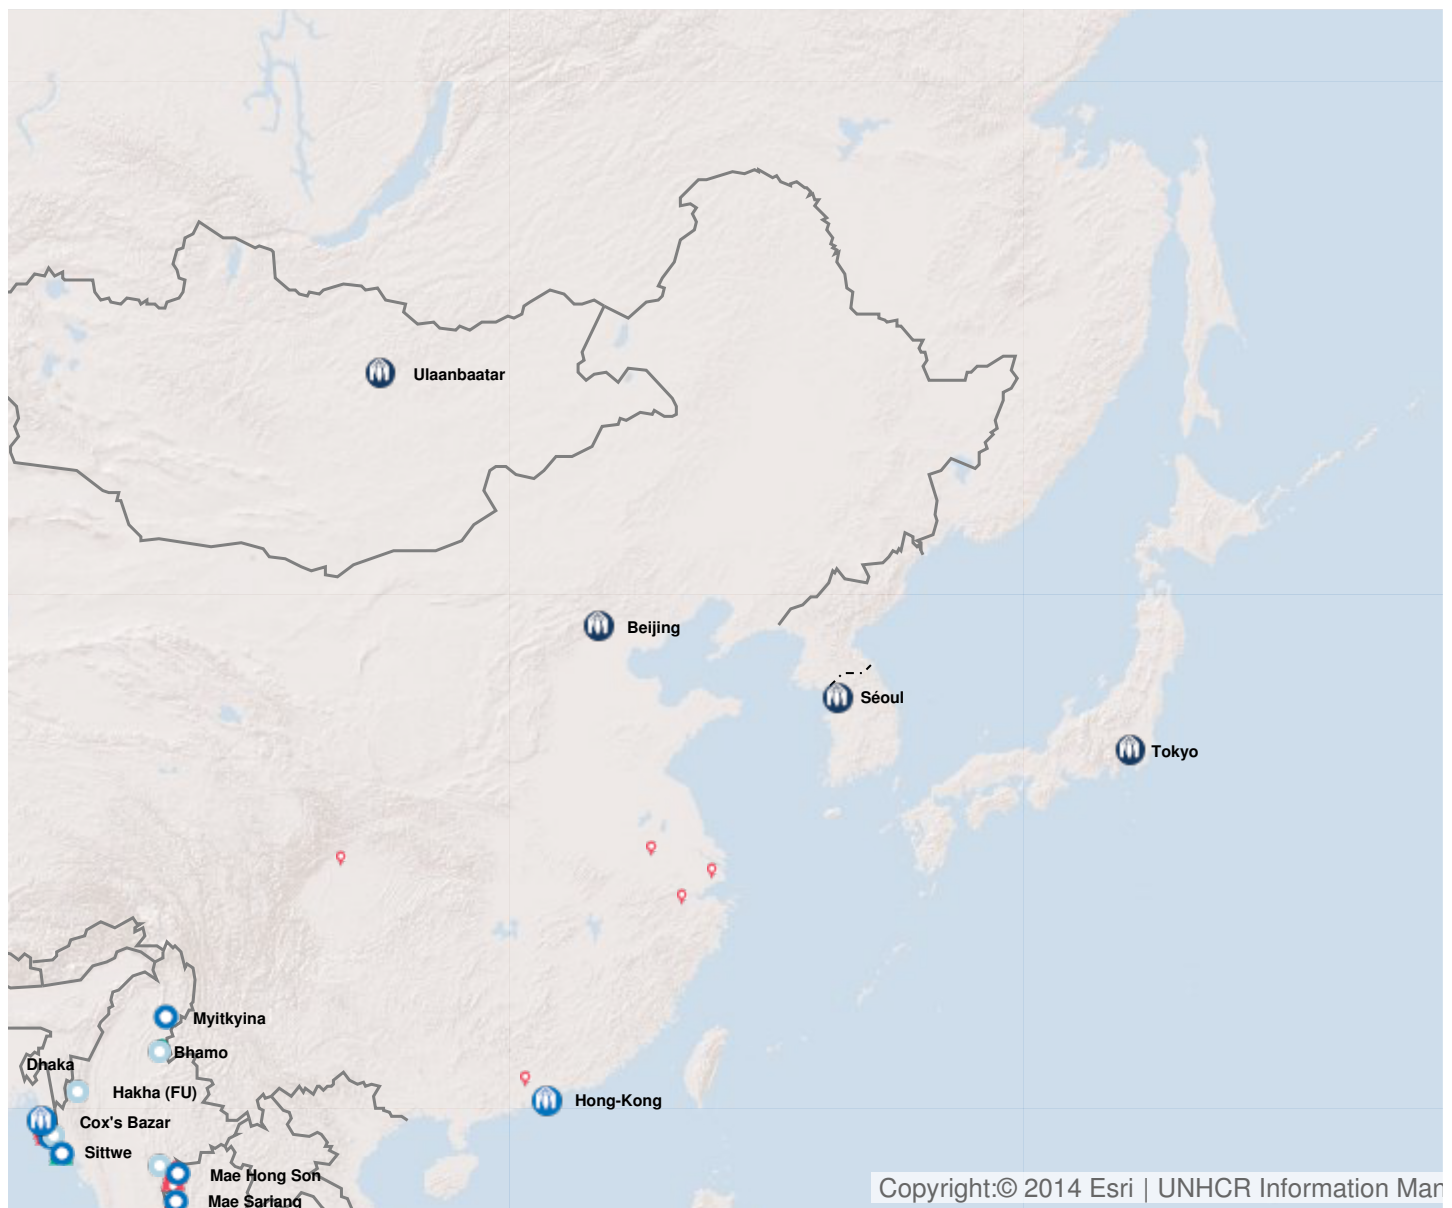 Ulaanbaatar
Beijing
Séoul
Tokyo
Myitkyina
Bhamo
Dhaka
Hakha (FU)
Hong-Kong
Cox's Bazar
Sittwe
Mae Hong Son
Mae Sariang
Copyright:© 2014 Esri | UNHCR Information Man